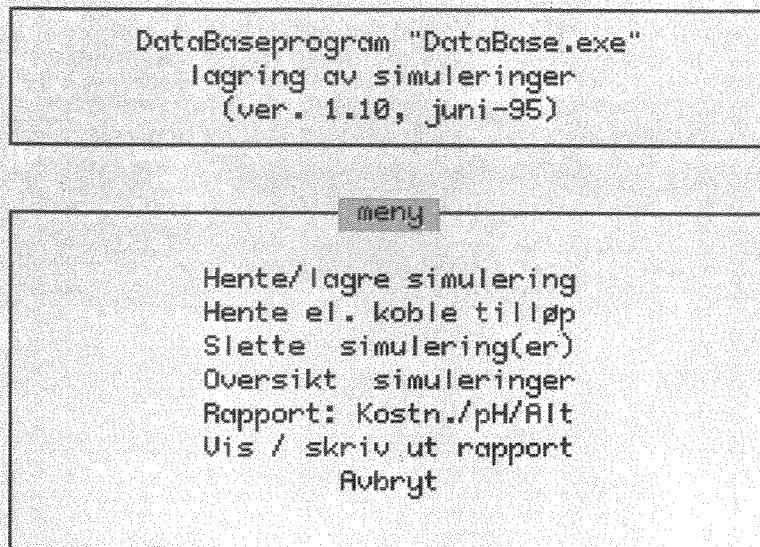 DataBaseprogram "DataBase.exe"
lagring av simuleringer
(ver. 1.10, juni-95)
meny
Hente/lagre simulering
Hente el. koble tilløp
Slette simulering(er)
Oversikt simuleringer
Rapport: Kostn./pH/Alt
Vis / skriv ut rapport
Avbryt